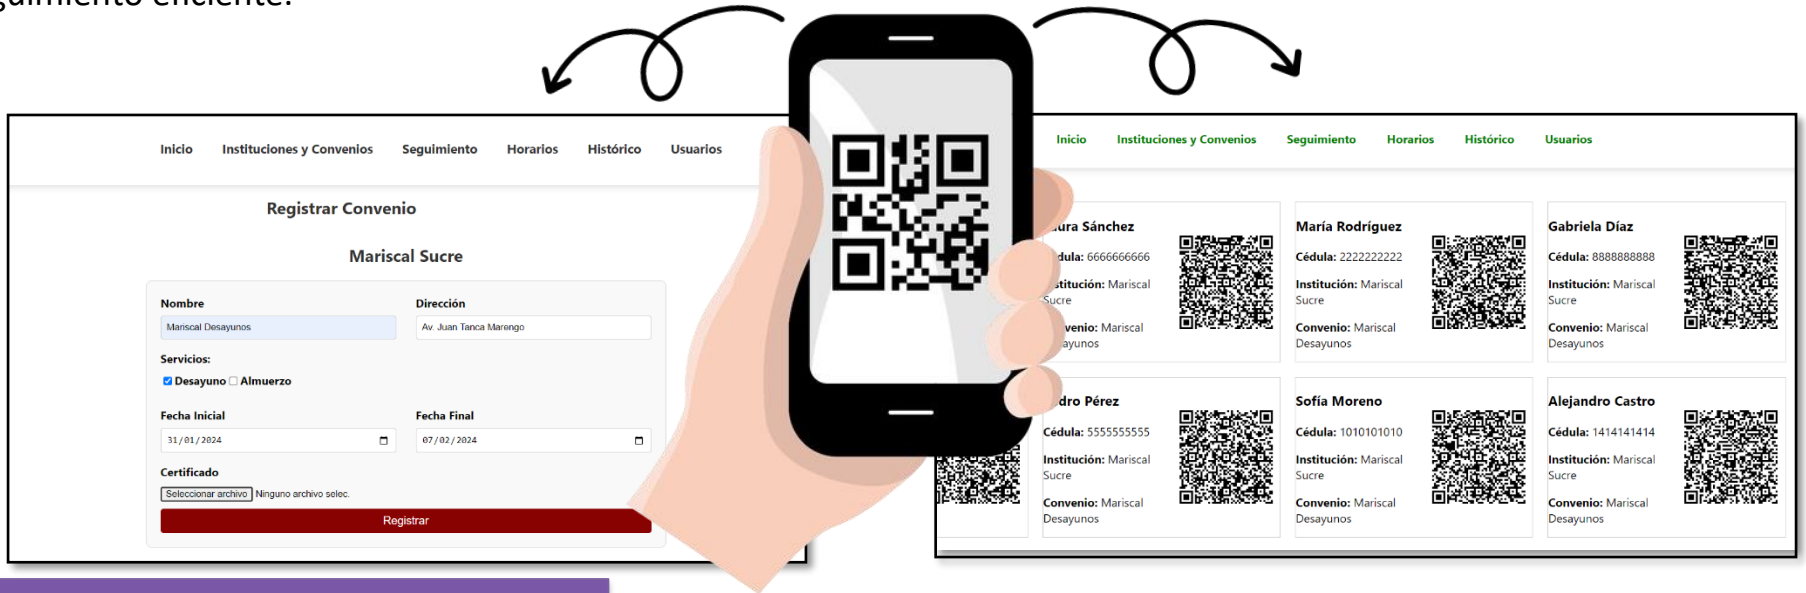 guimiento eficiente.
Inicio Instituciones y Convenios Seguimiento Horarios Histórico Usuarios
Registrar Convenio
Mariscal Sucre
Nombre Dirección
Mariscal Desayunos Av. Juan Tanca Marengo
Servicios:
Desayuno Almuerzo
Fecha Inicial Fecha Final
31/01/2024 07/02/2024
Certificado
Seleccionar archivo Ninguno archivo selec.
Registrar
Inicio Instituciones y Convenios Seguimiento Horarios Histórico Usuarios
ura Sánchez
dula: 6666666666
stitución: Mariscal
Sucre
venio: Mariscal
ayunos
María Rodríguez
Cédula: 2222222222
Institución: Mariscal
Sucre
Convenio: Mariscal
Desayunos
Gabriela Díaz
Cédula: 8888888888
Institución: Mariscal
Sucre
Convenio: Mariscal
Desayunos
dro Pérez
Cédula: 5555555555
Institución: Mariscal
Sucre
Convenio: Mariscal
Desayunos
Sofía Moreno
Cédula: 1010101010
Institución: Mariscal
Sucre
Convenio: Mariscal
Desayunos
Alejandro Castro
Cédula: 1414141414
Institución: Mariscal
Sucre
Convenio: Mariscal
Desayunos